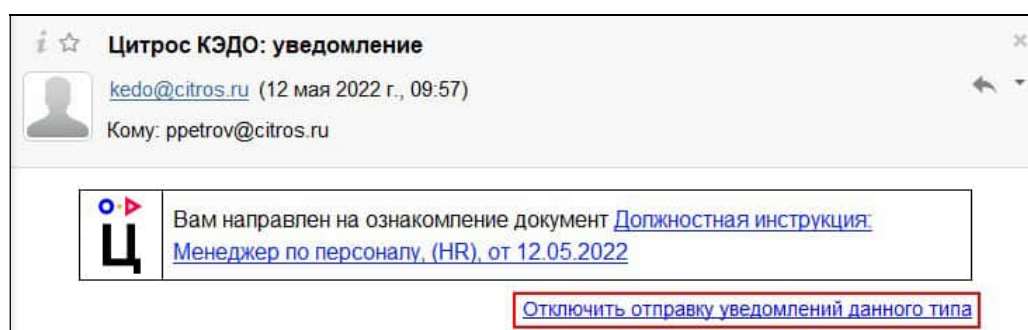 Цитрос КЭДО: уведомление
kedo@citros.ru (12 мая 2022 г., 09:57)
Кому: ppetrov@citros.ru
Ц
Вам направлен на ознакомление документ Должностная инструкция:
Менеджер по персоналу, (HR), от 12.05.2022
Отключить отправку уведомлений данного типа